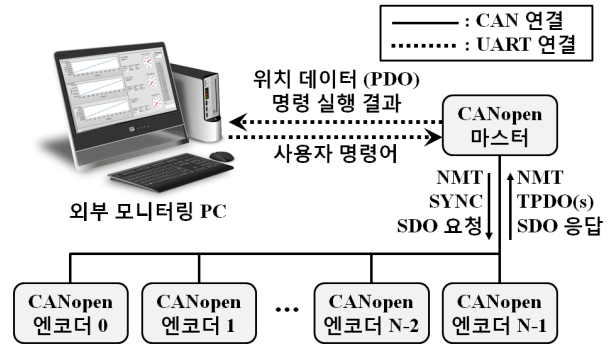 : CAN 연결
: UART 연결
위치 데이터 (PDO)
명령 실행 결과
사용자 명령어
CANopen
마스터
외부 모니터링 PC
NMT
SYNC
SDO 요청
NMT
TPDO(s)
SDO 응답
CANopen
엔코더 0
CANopen
엔코더 1
...
CANopen
엔코더 N-2
CANopen
엔코더 N-1